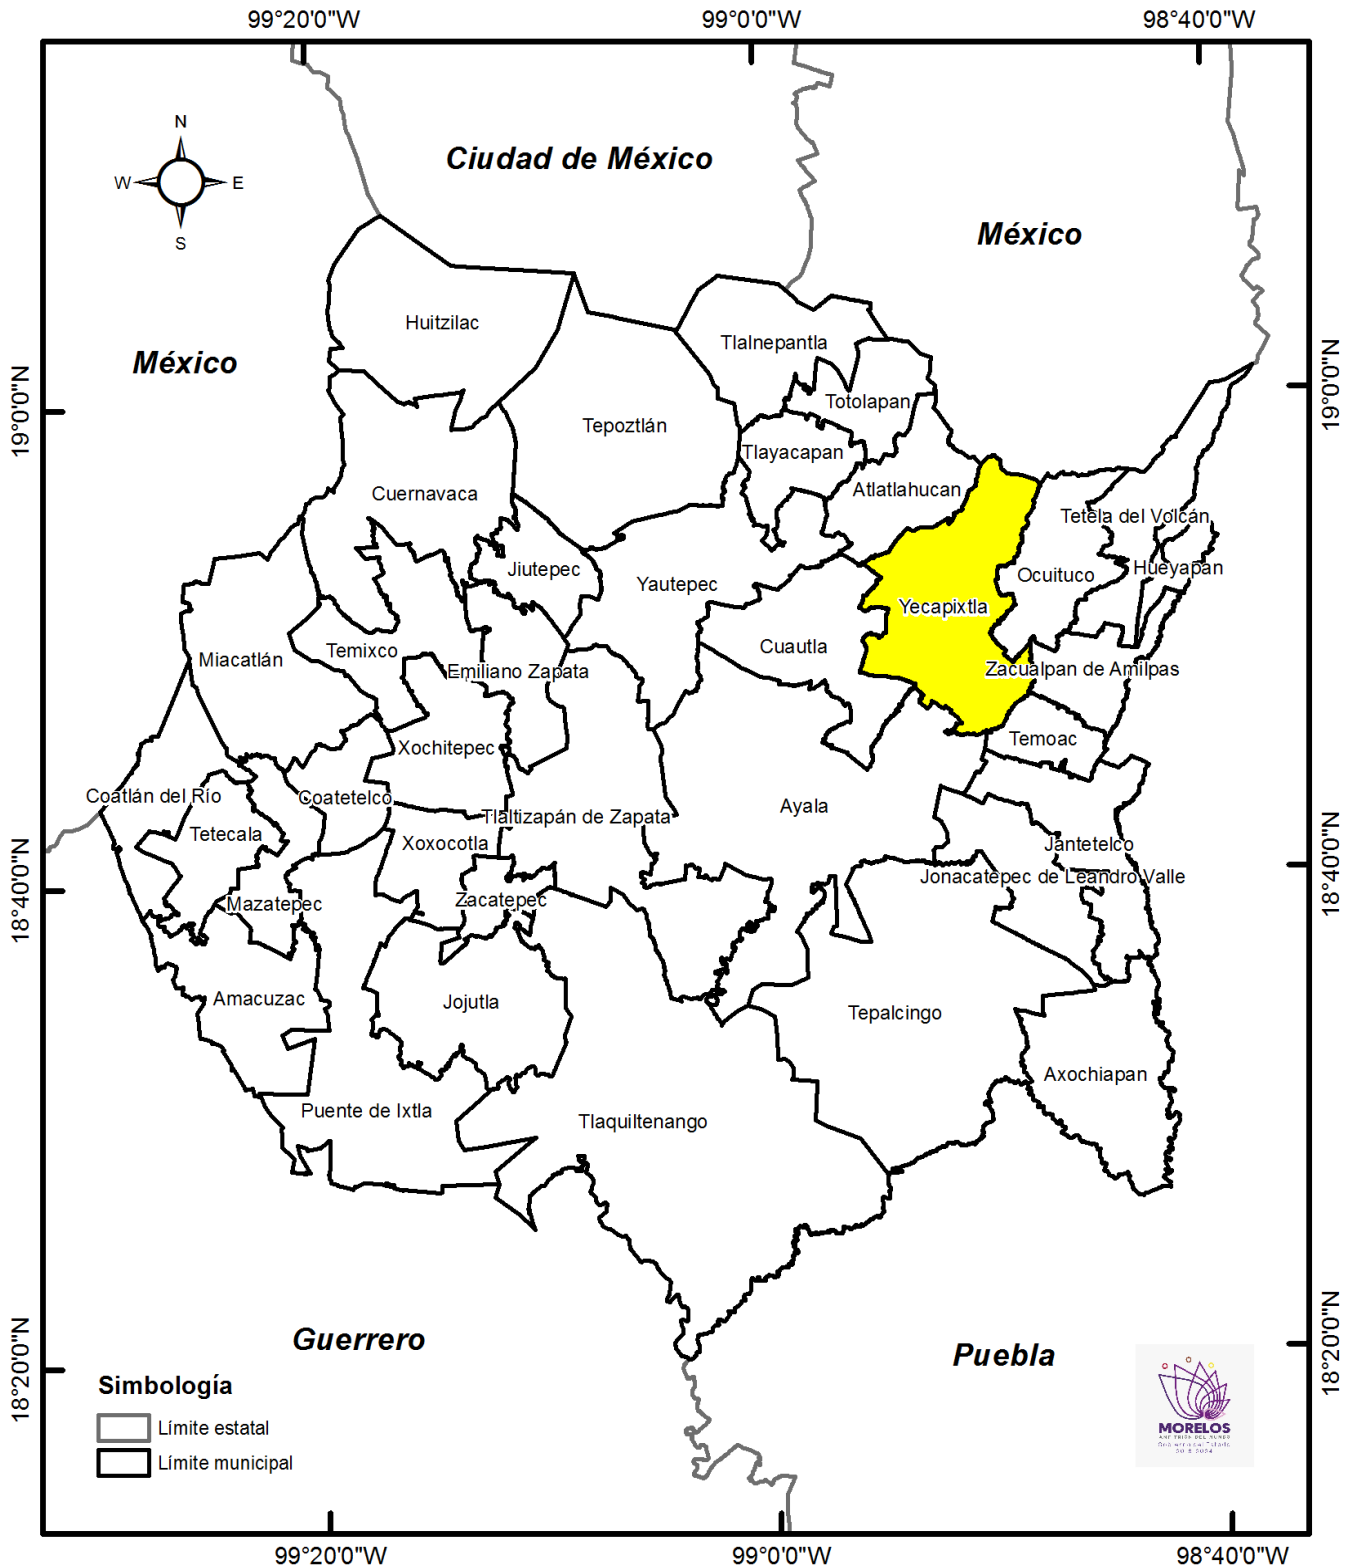 99°20'0"W
99°0'0"W
98°40'0"W
N
W
E
S
Ciudad de México
México
México
Huitzilac
Tlalnepantla
19°0'0"N
19°0'0"N
Totolapan
Tepoztlán
Tlayacapan
Atlatlahucan
Cuernavaca
Tetela del Volcán
Jiutepec
Hueyapan
Ocuituco
Yautepec
Yecapixtla
Cuautla
Temixco
Miacatlán
Emiliano Zapata
Zacualpan de Amilpas
Temoac
Xochitepec
Coatlán del Río
Coatetelco
Ayala
Tlaltizapán de Zapata
Tetecala
Xoxocotla
Jantetelco
Jonacatepec de Leandro Valle
18°40'0"N
18°40'0"N
Zacatepec
Mazatepec
Amacuzac
Jojutla
Tepalcingo
Axochiapan
Puente de Ixtla
Tlaquiltenango
Guerrero
Puebla
18°20'0"N
18°20'0"N
Simbología
Límite estatal
Límite municipal
MORELOS
99°20'0"W
99°0'0"W
98°40'0"W